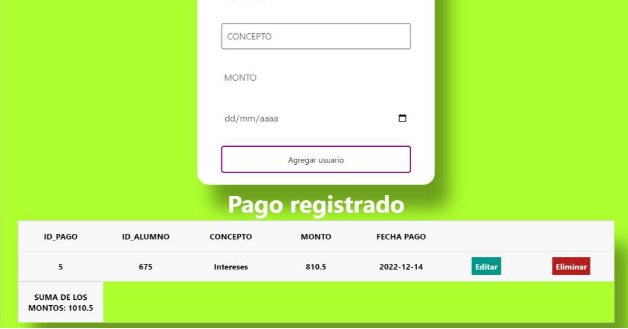 CONCEPTO
MONTO
dd/mm/aaaa
Agregar usuario
Pago registrado
ID_PAGO ID_ALUMNO CONCEPTO MONTO FECHA PAGO
5 675 Intereses 810.5 2022-12-14 Editar Eliminar
SUMA DE LOS
MONTOS: 1010.5